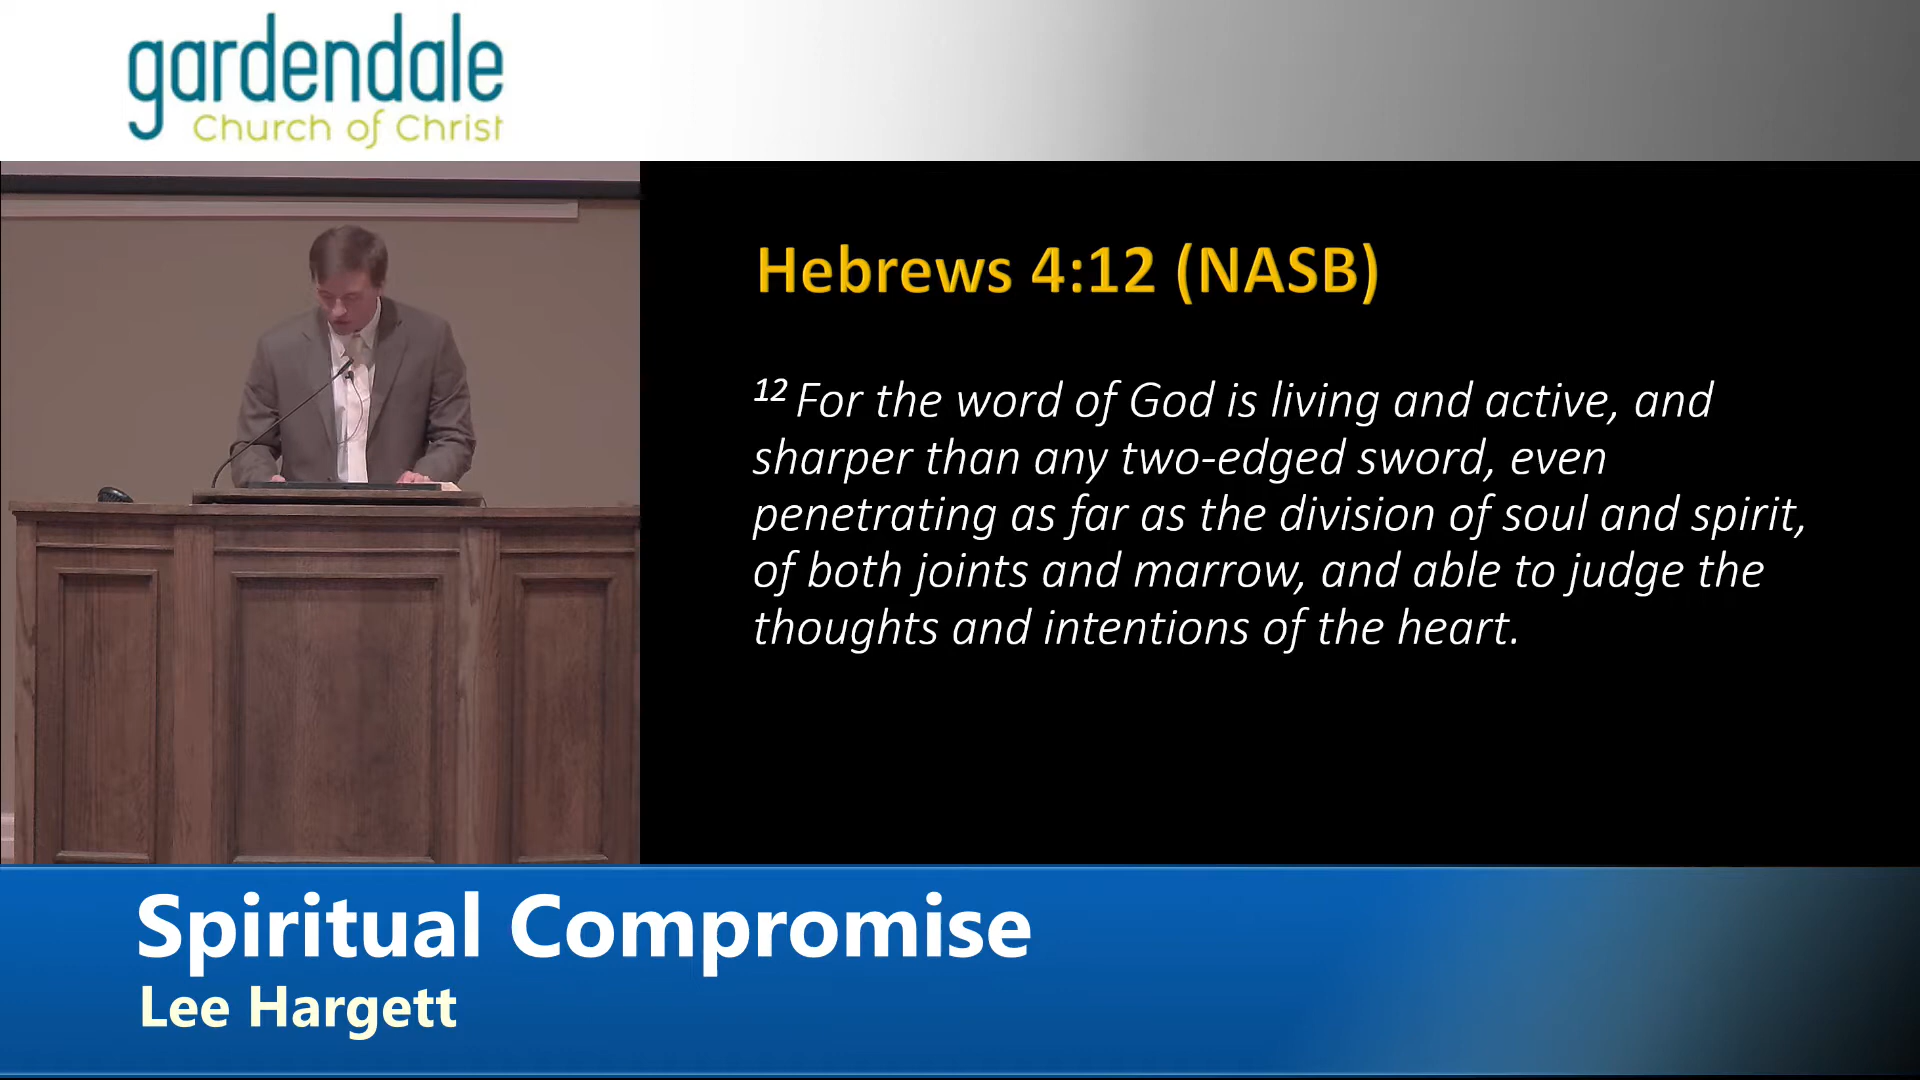 gardendale
Church of Christ
Hebrews 4:12 (NASB)
12 For the word of God is living and active, and
sharper than any two-edged sword, even
penetrating as far as the division of soul and spirit,
of both joints and marrow, and able to judge the
thoughts and intentions of the heart.
Spiritual Compromise
Lee Hargett